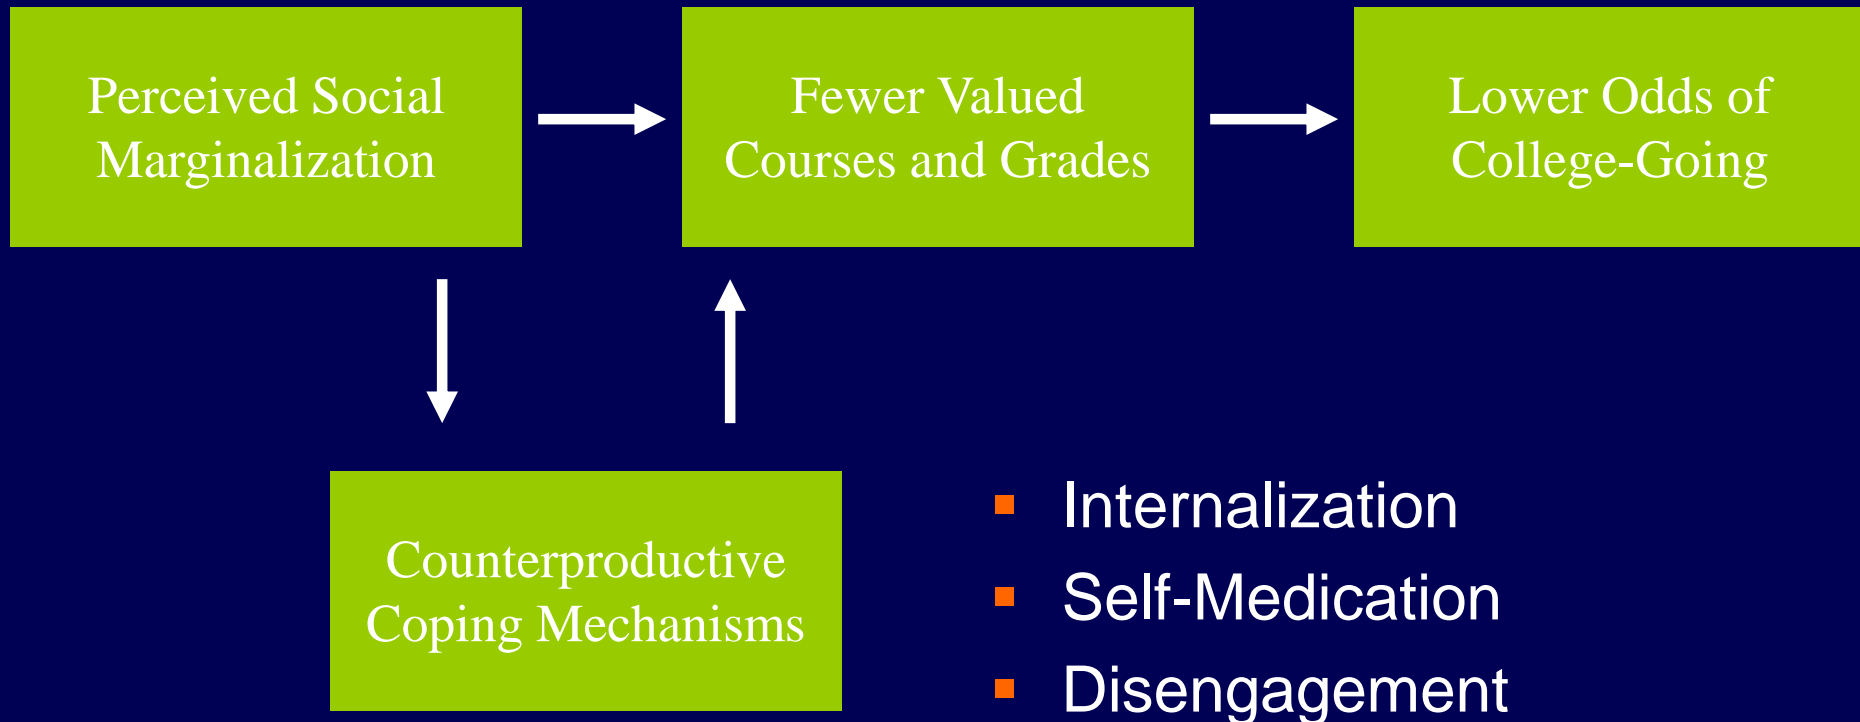 Perceived Social
Marginalization
Fewer Valued
Courses and Grades
Lower Odds of
College-Going
Counterproductive
Coping Mechanisms
Internalization
Self-Medication
Disengagement